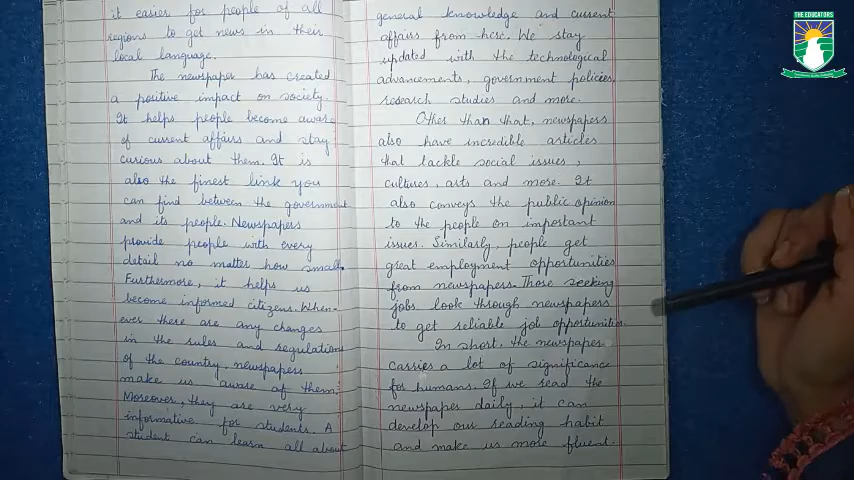 it easier for people of all
regions to get news in their
local language.
The newspaper has created
a positive impact on society.
It helps people become aware
of current affairs and stay
curious about them. It is
also the finest link you
can find between the government
and its people. Newspapers
provide people with every
detail no matter how small.
Furthermore, it helps us
become informed citizens. When-
ever there are any changes
in the rules and regulations
of the country, newspapers
make us aware of them.
Moreover, they are very
informative for students. A
student can learn all about
general knowledge and current
affairs from here. We stay
updated with the technological
advancements, government policies,
research studies and more.
Other than that, newspapers
also have incredible articles
that tackle social issues,
cultures, arts and more. It
also conveys the public opinion
to the people on important
issues. Similarly, people get
great employment opportunities
from newspapers. Those seeking
jobs look through newspapers
to get reliable job opportunities.
In short, the newspaper
carries a lot of significance
for humans. If we read the
newspaper daily, it can
develop our reading habit
and make us more fluent.
THE EDUCATORS